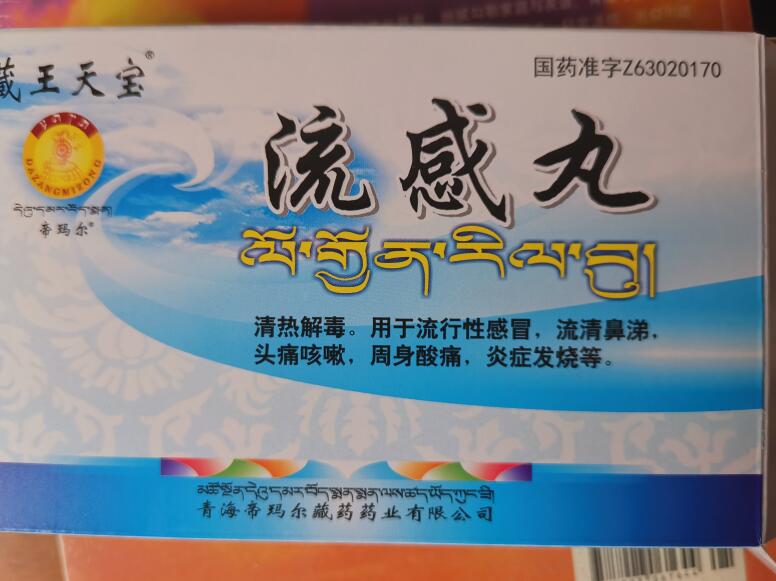 藏王天宝®
国药准字Z63020170
DAZANGMIZONG
帝玛尔®
流感丸
ལོ་གྱོན་རིལ་བུ།
清热解毒。用于流行性感冒，流清鼻涕，
头痛咳嗽，周身酸痛，炎症发烧等。
青海帝玛尔藏药药业有限公司